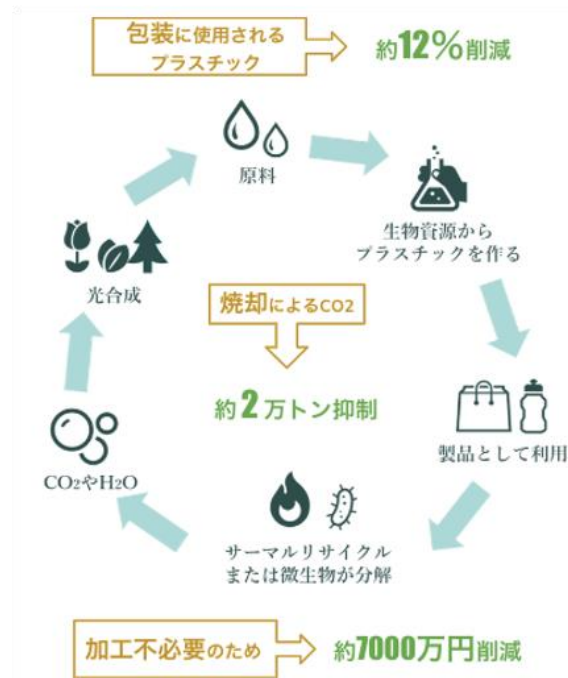 包装に使用される
プラスチック
約12%削減
原料
生物資源から
プラスチックを作る
光合成
焼却によるCO2
約2万トン抑制
製品として利用
CO2やH2O
サーマルリサイクル
または微生物が分解
加工不必要のため
約7000万円削減